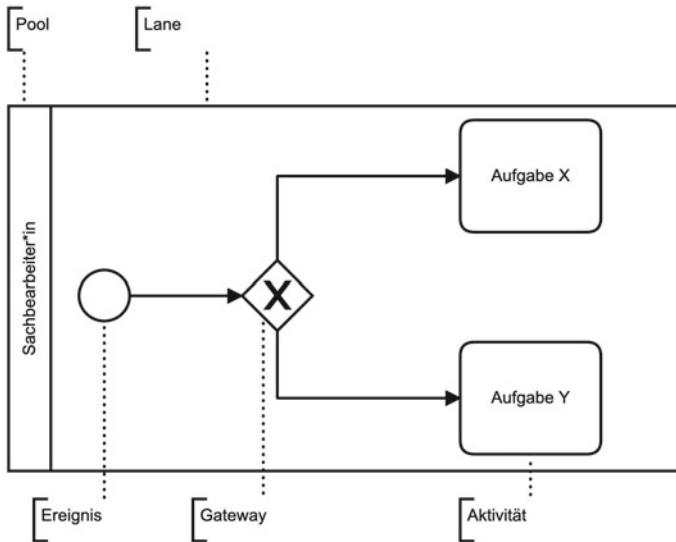 Pool
Lane
Sachbearbeiter*in
Aufgabe X
X
Aufgabe Y
Ereignis
Gateway
Aktivität